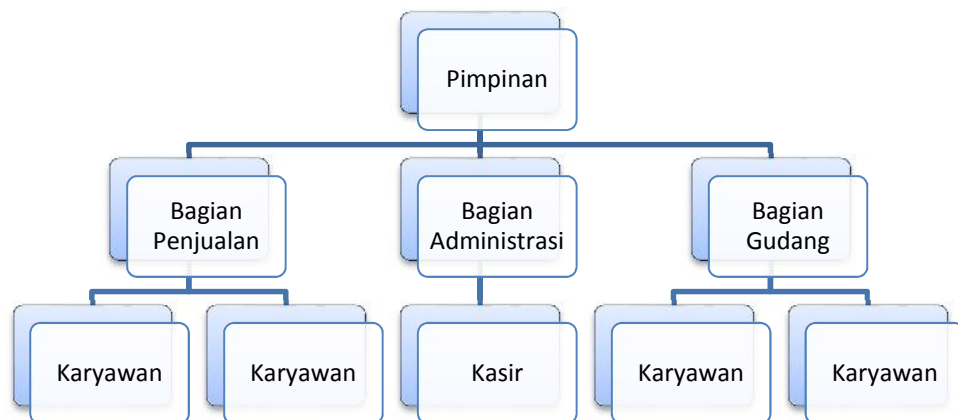 Pimpinan
Bagian
Penjualan
Bagian
Administrasi
Bagian
Gudang
Karyawan
Karyawan
Kasir
Karyawan
Karyawan